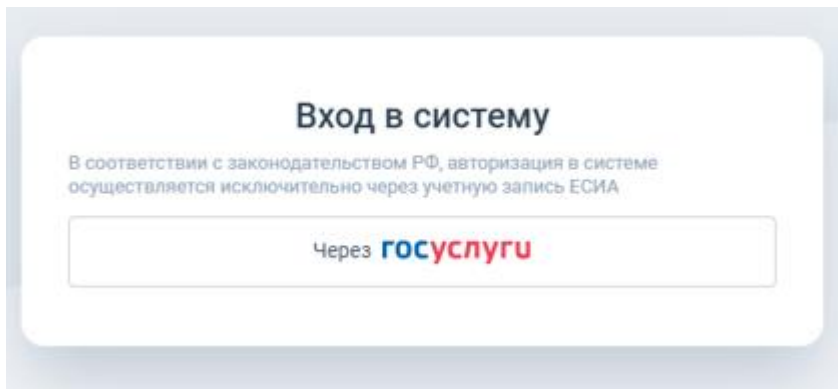 Вход в систему
В соответствии с законодательством РФ, авторизация в системе
осуществляется исключительно через учетную запись ЕСИА
Через госуслуги